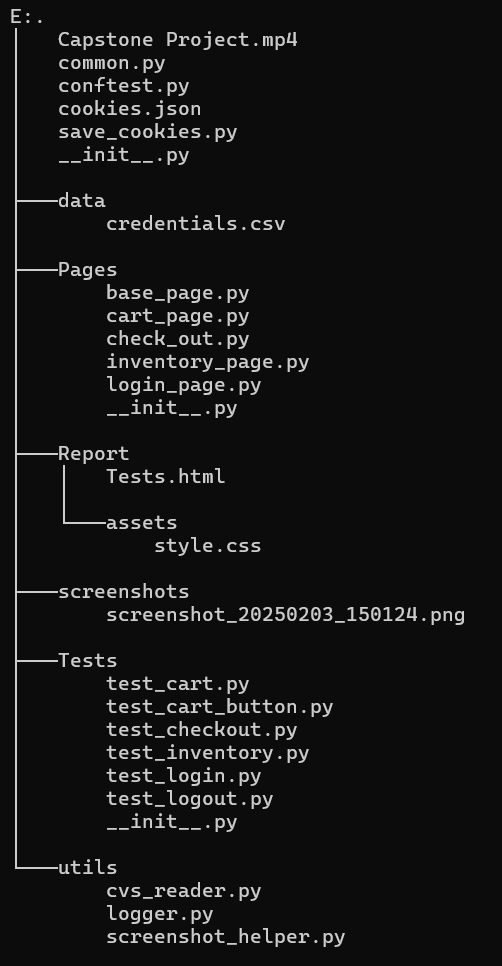 E:.
Capstone Project.mp4
common.py
conftest.py
cookies.json
save_cookies.py
__init__.py
data
credentials.csv
Pages
base_page.py
cart_page.py
check_out.py
inventory_page.py
login_page.py
__init__.py
Report
Tests.html
assets
style.css
screenshots
screenshot_20250203_150124.png
Tests
test_cart.py
test_cart_button.py
test_checkout.py
test_inventory.py
test_login.py
test_logout.py
__init__.py
utils
cvs_reader.py
logger.py
screenshot_helper.py